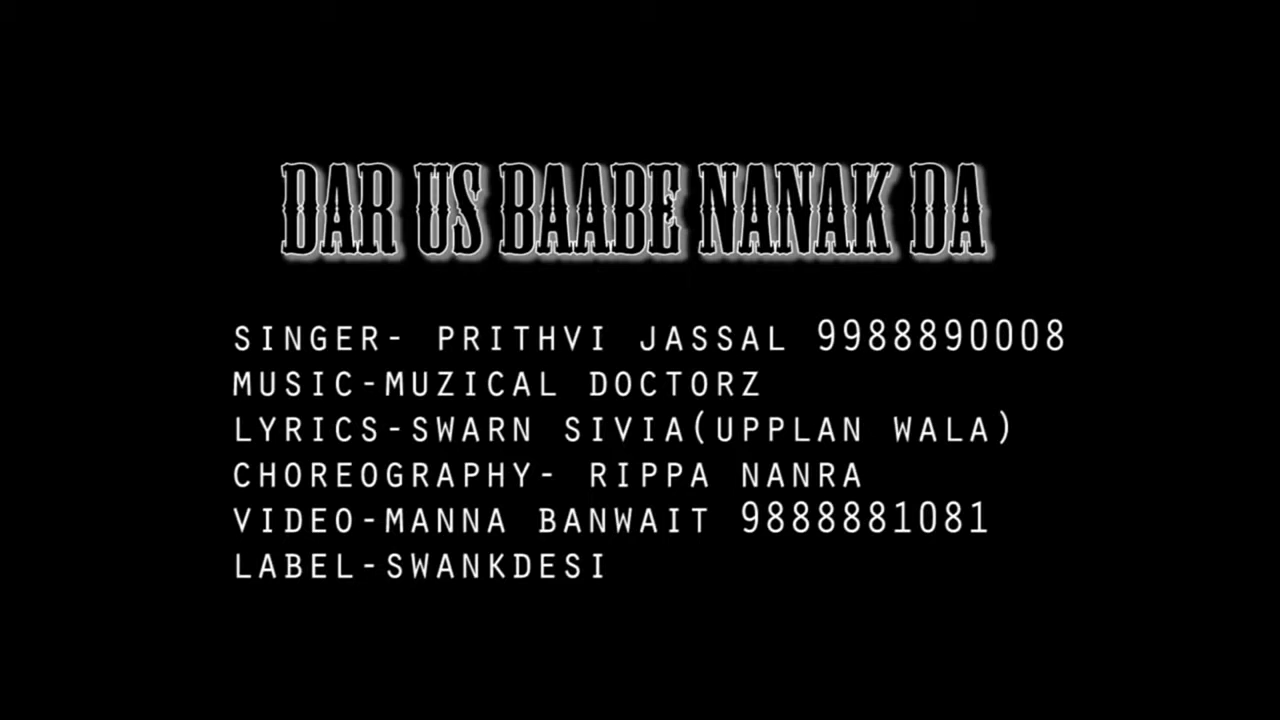 DAR US BAABE NANAK DA
SINGER- PRITHVI JASSAL 9988890008
MUSIC-MUZICAL DOCTORZ
LYRICS-SWARN SIVIA(UPPLAN WALA)
CHOREOGRAPHY- RIPPA NANRA
VIDEO-MANNA BANWAIT 9888881081
LABEL-SWANKDESI